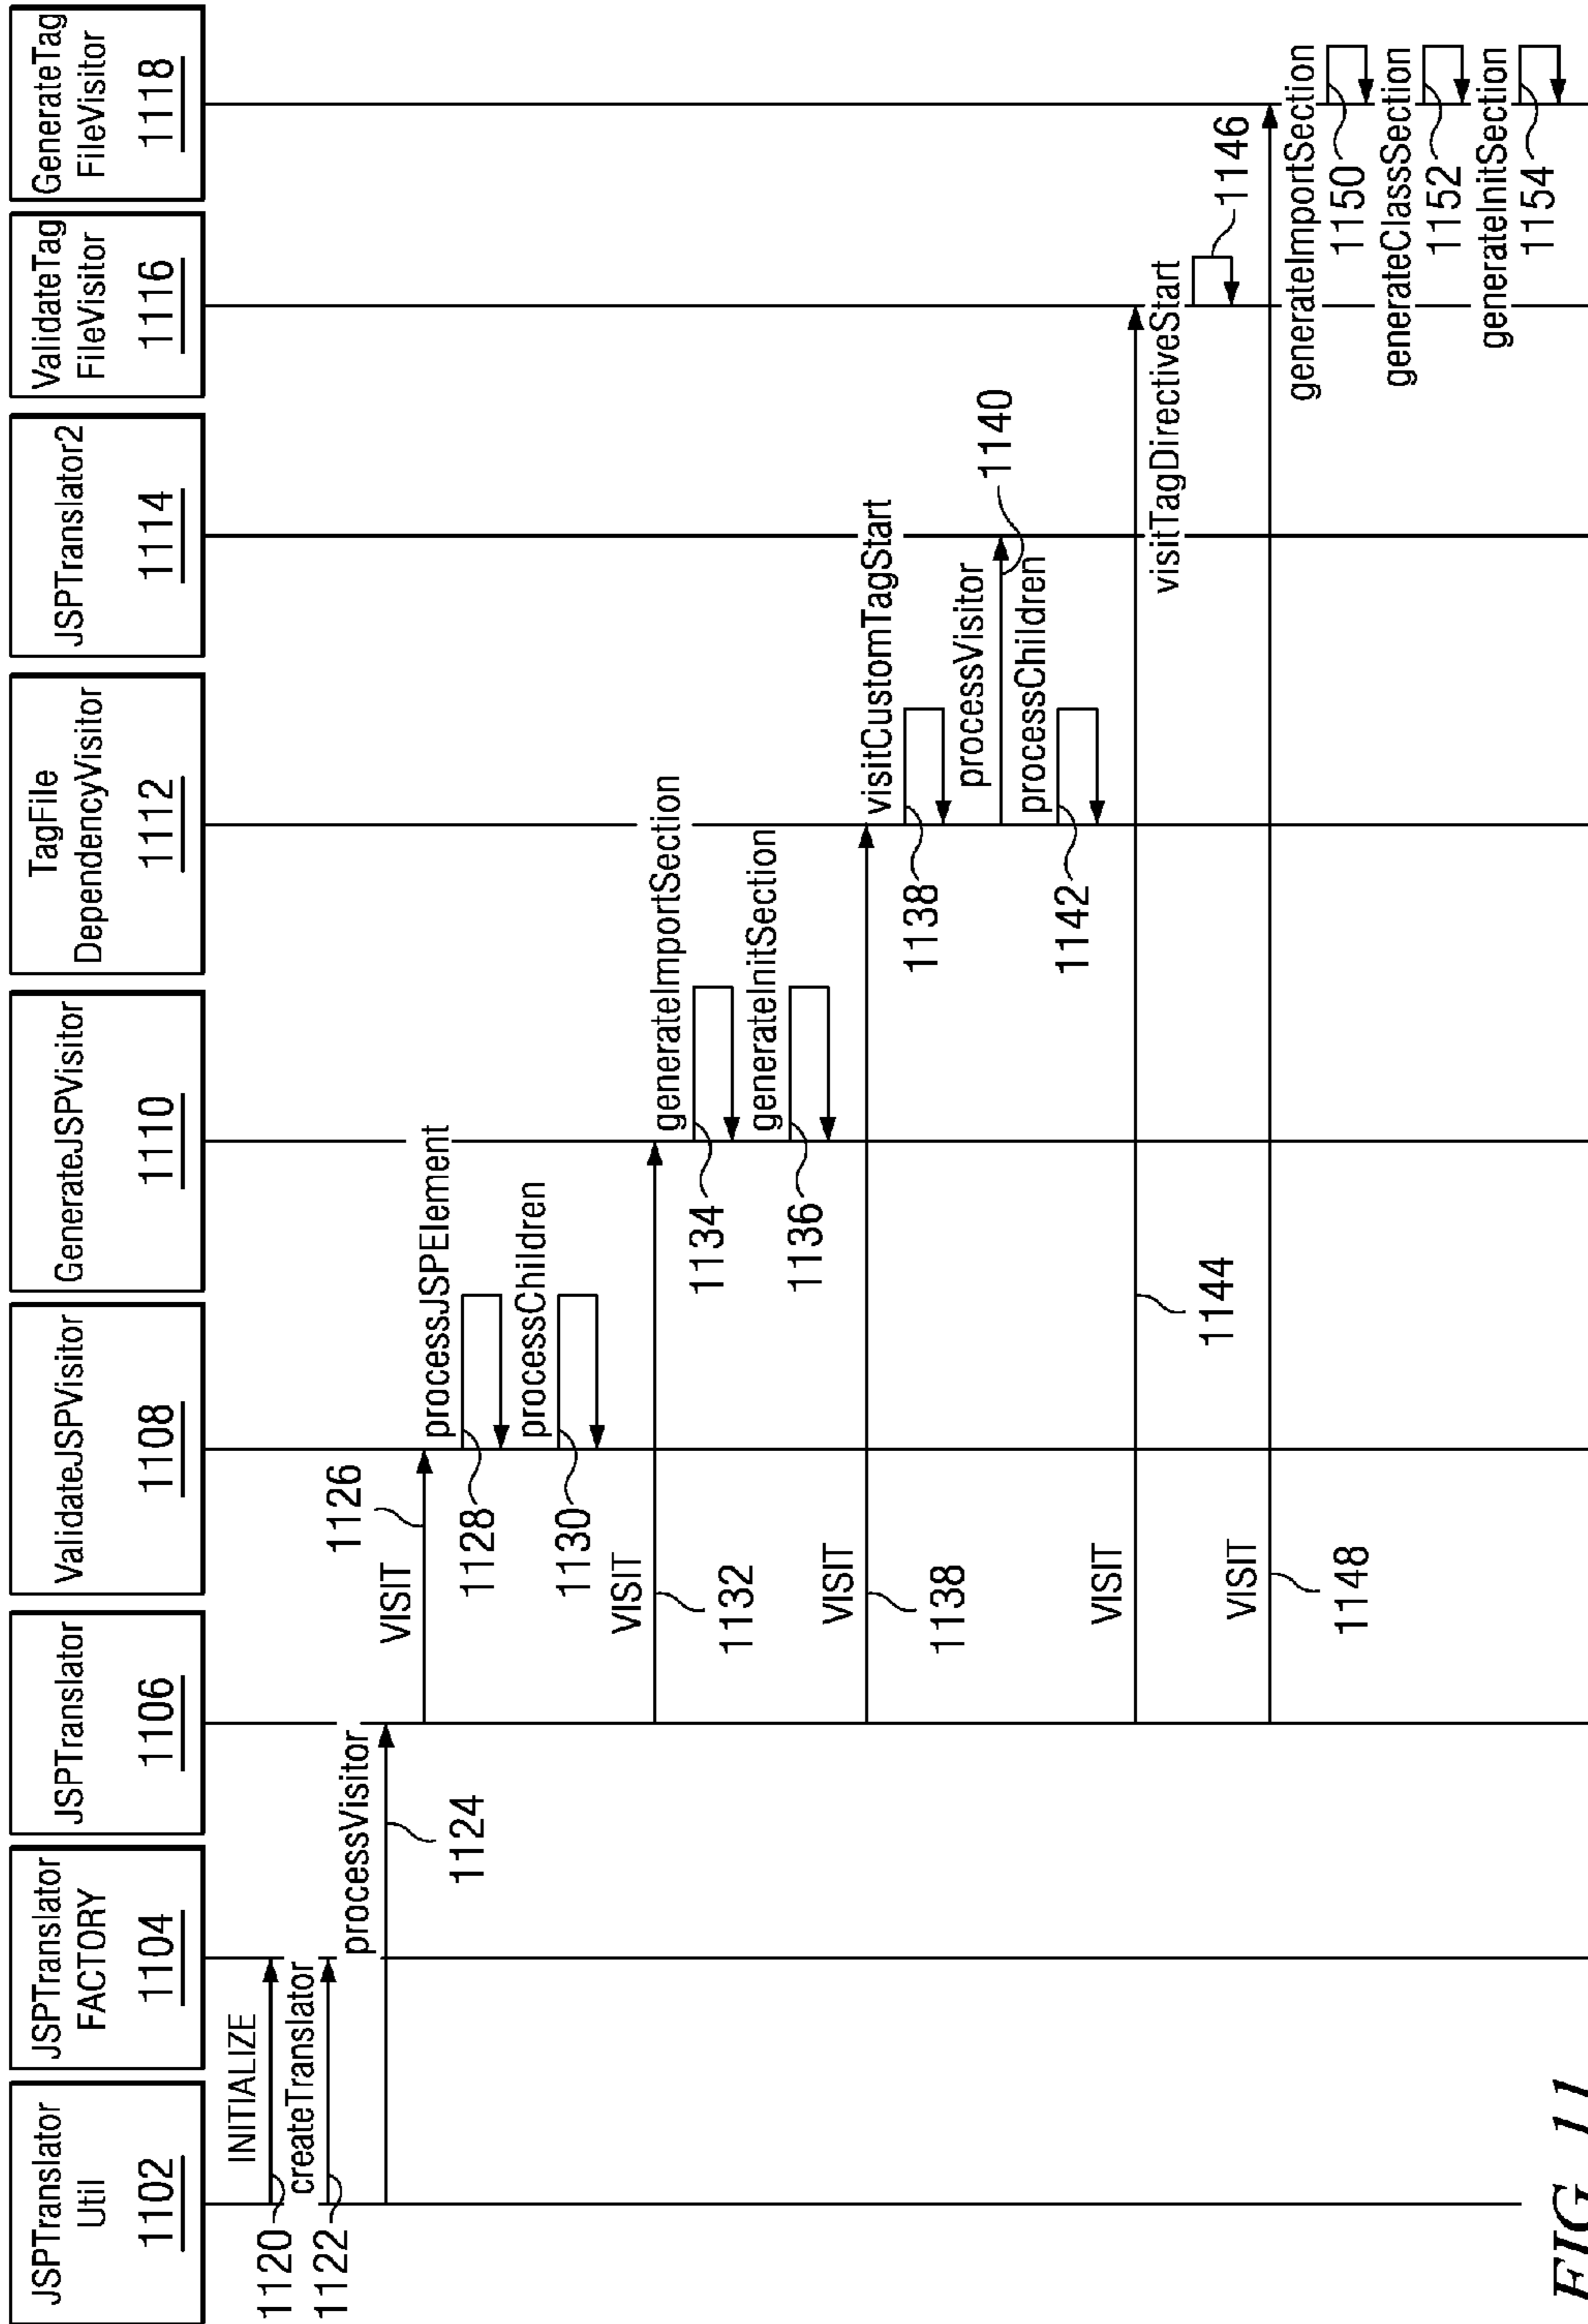 JSPTranslator
Util
1102
JSPTranslator
FACTORY
1104
JSPTranslator
1106
ValidateJSPVisitor
1108
GenerateJSPVisitor
1110
TagFile
DependencyVisitor
1112
JSPTranslator2
1114
ValidateTag
FileVisitor
1116
GenerateTag
FileVisitor
1118
INITIALIZE
1120
createTranslator
1122
processVisitor
1124
VISIT
1126
processJSPElement
1128
processChildren
1130
VISIT
1132
generateImportSection
1134
generateInitSection
1136
VISIT
1138
visitCustomTagStart
1138
processVisitor
1140
processChildren
1142
VISIT
1144
visitTagDirectiveStart
1146
VISIT
1148
generateImportSection
1150
generateClassSection
1152
generateInitSection
1154
FIG. 11